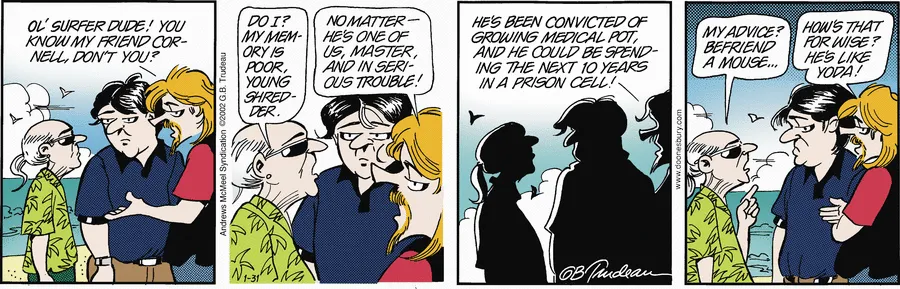 OL' SURFER DUDE! YOU
KNOW MY FRIEND COR-
NELL, DON'T YOU?
Andrews McMeel Syndication ©2002 G.B. Trudeau
DO I?
MY MEM-
ORY IS
POOR,
YOUNG
SHRED-
DER.
NO MATTER—
HE'S ONE OF
US, MASTER,
AND IN SERI-
OUS TROUBLE!
1-31
HE'S BEEN CONVICTED OF
GROWING MEDICAL POT,
AND HE COULD BE SPEND-
ING THE NEXT 10 YEARS
IN A PRISON CELL!
GB Trudeau
www.doonesbury.com
MY ADVICE?
BEFRIEND
A MOUSE...
HOW'S THAT
FOR WISE?
HE'S LIKE
YODA!